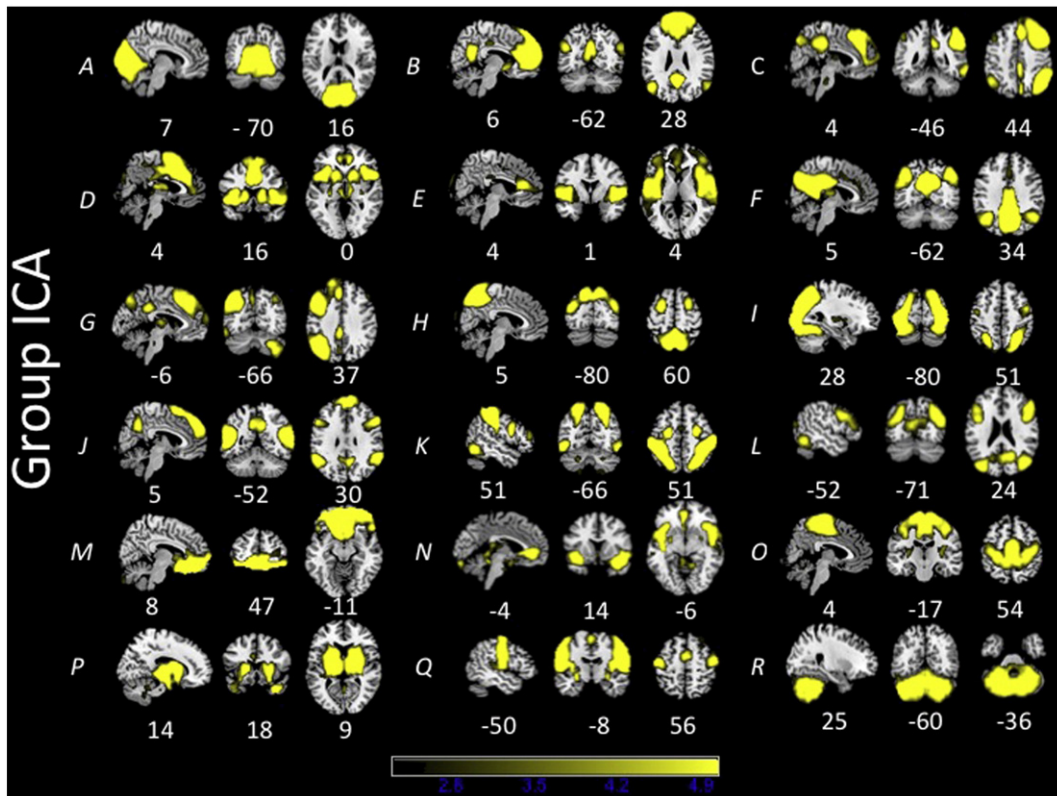 Group ICA
A 7 - 70 16
B 6 -62 28
C 4 -46 44
D 4 16 0
E 4 1 4
F 5 -62 34
G -6 -66 37
H 5 -80 60
I 28 -80 51
J 5 -52 30
K 51 -66 51
L -52 -71 24
M 8 47 -11
N -4 14 -6
O 4 -17 54
P 14 18 9
Q -50 -8 56
R 25 -60 -36
2.8 3.5 4.2 4.9